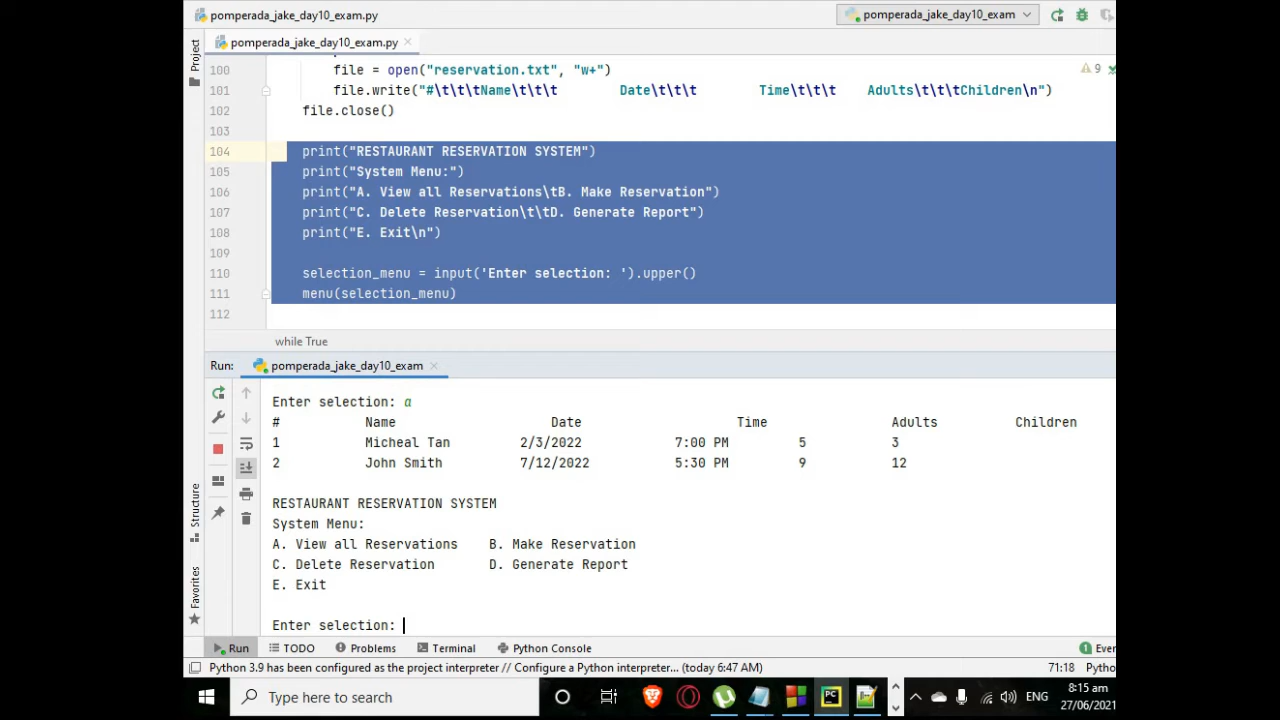 pomperada_jake_day10_exam.py
pomperada_jake_day10_exam
pomperada_jake_day10_exam.py
Project
100 file = open("reservation.txt", "w+")
9
101 file.write("#\t\t\tName\t\t\t Date\t\t\t Time\t\t\t Adults\t\t\tChildren\n")
102 file.close()
103
104 print("RESTAURANT RESERVATION SYSTEM")
105 print("System Menu:")
106 print("A. View all Reservations\tB. Make Reservation")
107 print("C. Delete Reservation\t\tD. Generate Report")
108 print("E. Exit\n")
109
110 selection_menu = input('Enter selection: ').upper()
111 menu(selection_menu)
112
while True
Run: pomperada_jake_day10_exam
Enter selection: a
# Name Date Time Adults Children
1 Micheal Tan 2/3/2022 7:00 PM 5 3
2 John Smith 7/12/2022 5:30 PM 9 12
RESTAURANT RESERVATION SYSTEM
System Menu:
A. View all Reservations B. Make Reservation
C. Delete Reservation D. Generate Report
E. Exit
Enter selection:
Structure
Favorites
Run TODO Problems Terminal Python Console 1 Ever
Python 3.9 has been configured as the project interpreter // Configure a Python interpreter... (today 6:47 AM) 71:18 Pytho
Type here to search
PC
ENG
8:15 am
27/06/2021